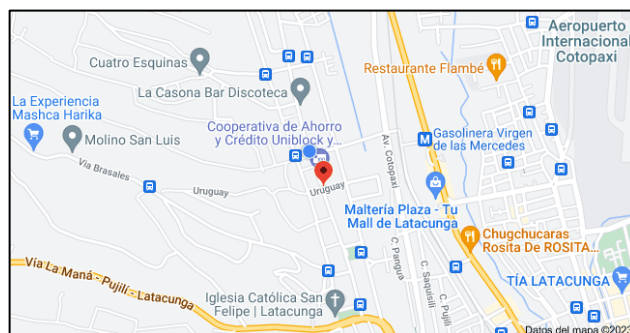 Aeropuerto
Internacional
Cotopaxi
Cuatro Esquinas
Restaurante Flambé
La Casona Bar Discoteca
La Experiencia
Mashca Harika
Molino San Luis
Cooperativa de Ahorro
y Crédito Uniblock y…
M
Gasolinera Virgen
de las Mercedes
Av. Cotopaxi
Vía Brasales
Uruguay
Uruguay
Maltería Plaza - Tu
Mall de Latacunga
Chugchucaras
Rosita De ROSITA…
C. Pangua
C. Saquisilí
C. Pujilí
Vía La Maná - Pujilí - Latacunga
TÍA LATACUNGA
Iglesia Católica San
Felipe | Latacunga
Datos del mapa ©202